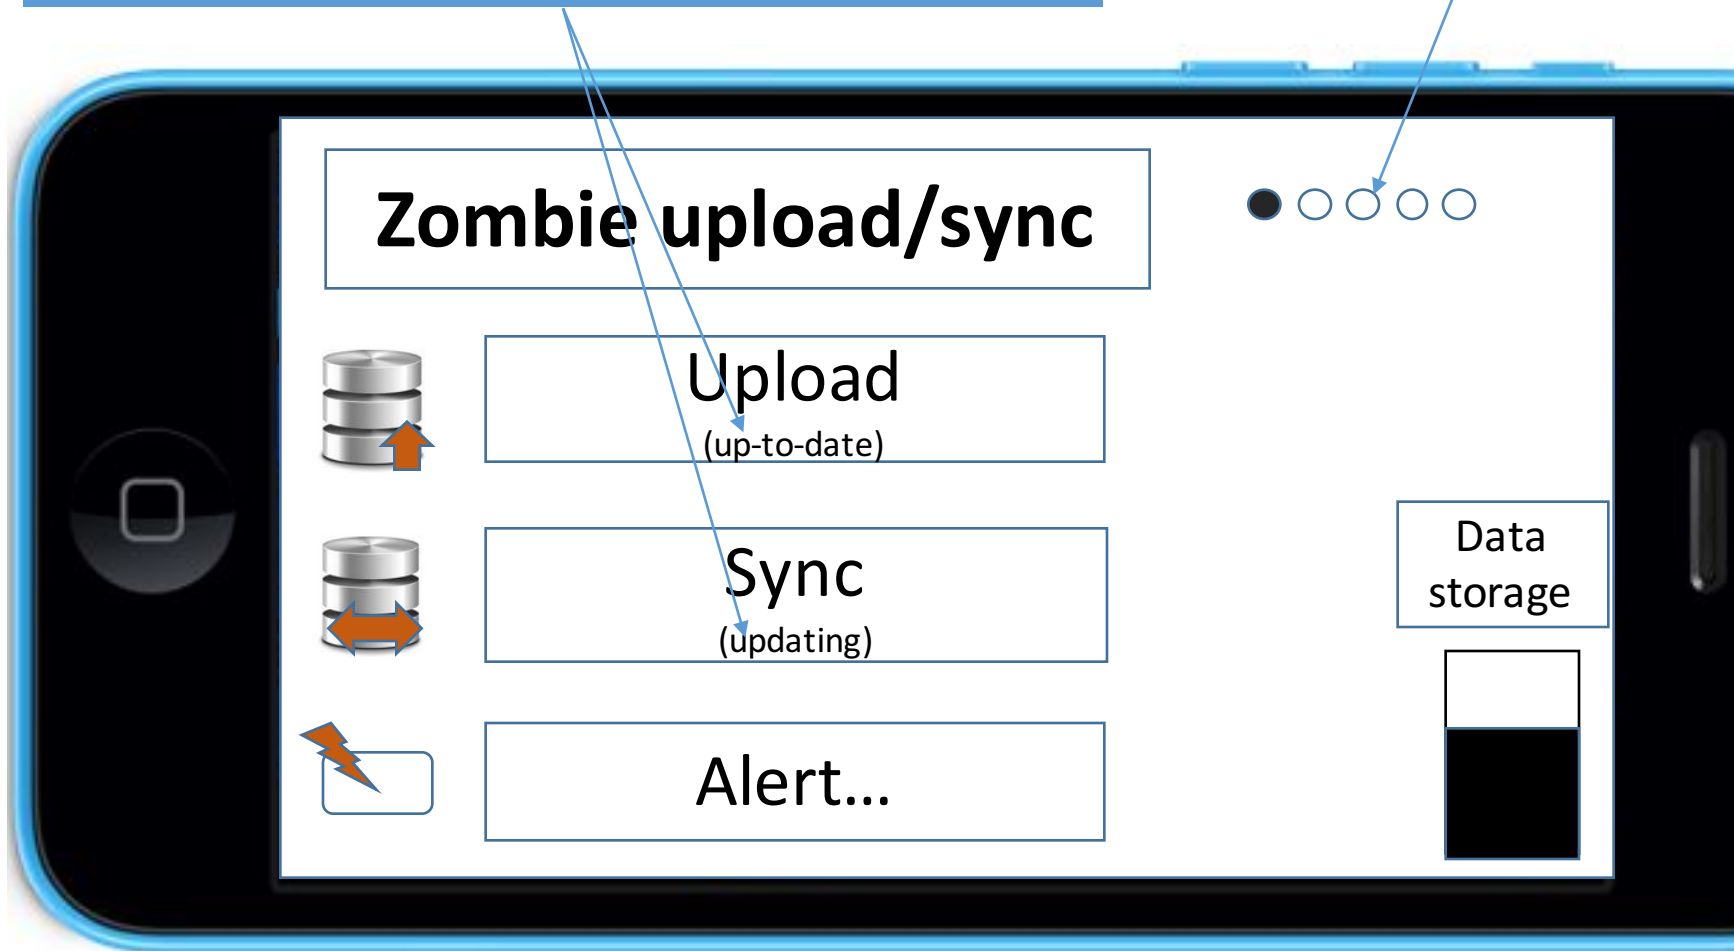 Zombie upload/sync
Upload
(up-to-date)
Sync
(updating)
Alert...
Data
storage